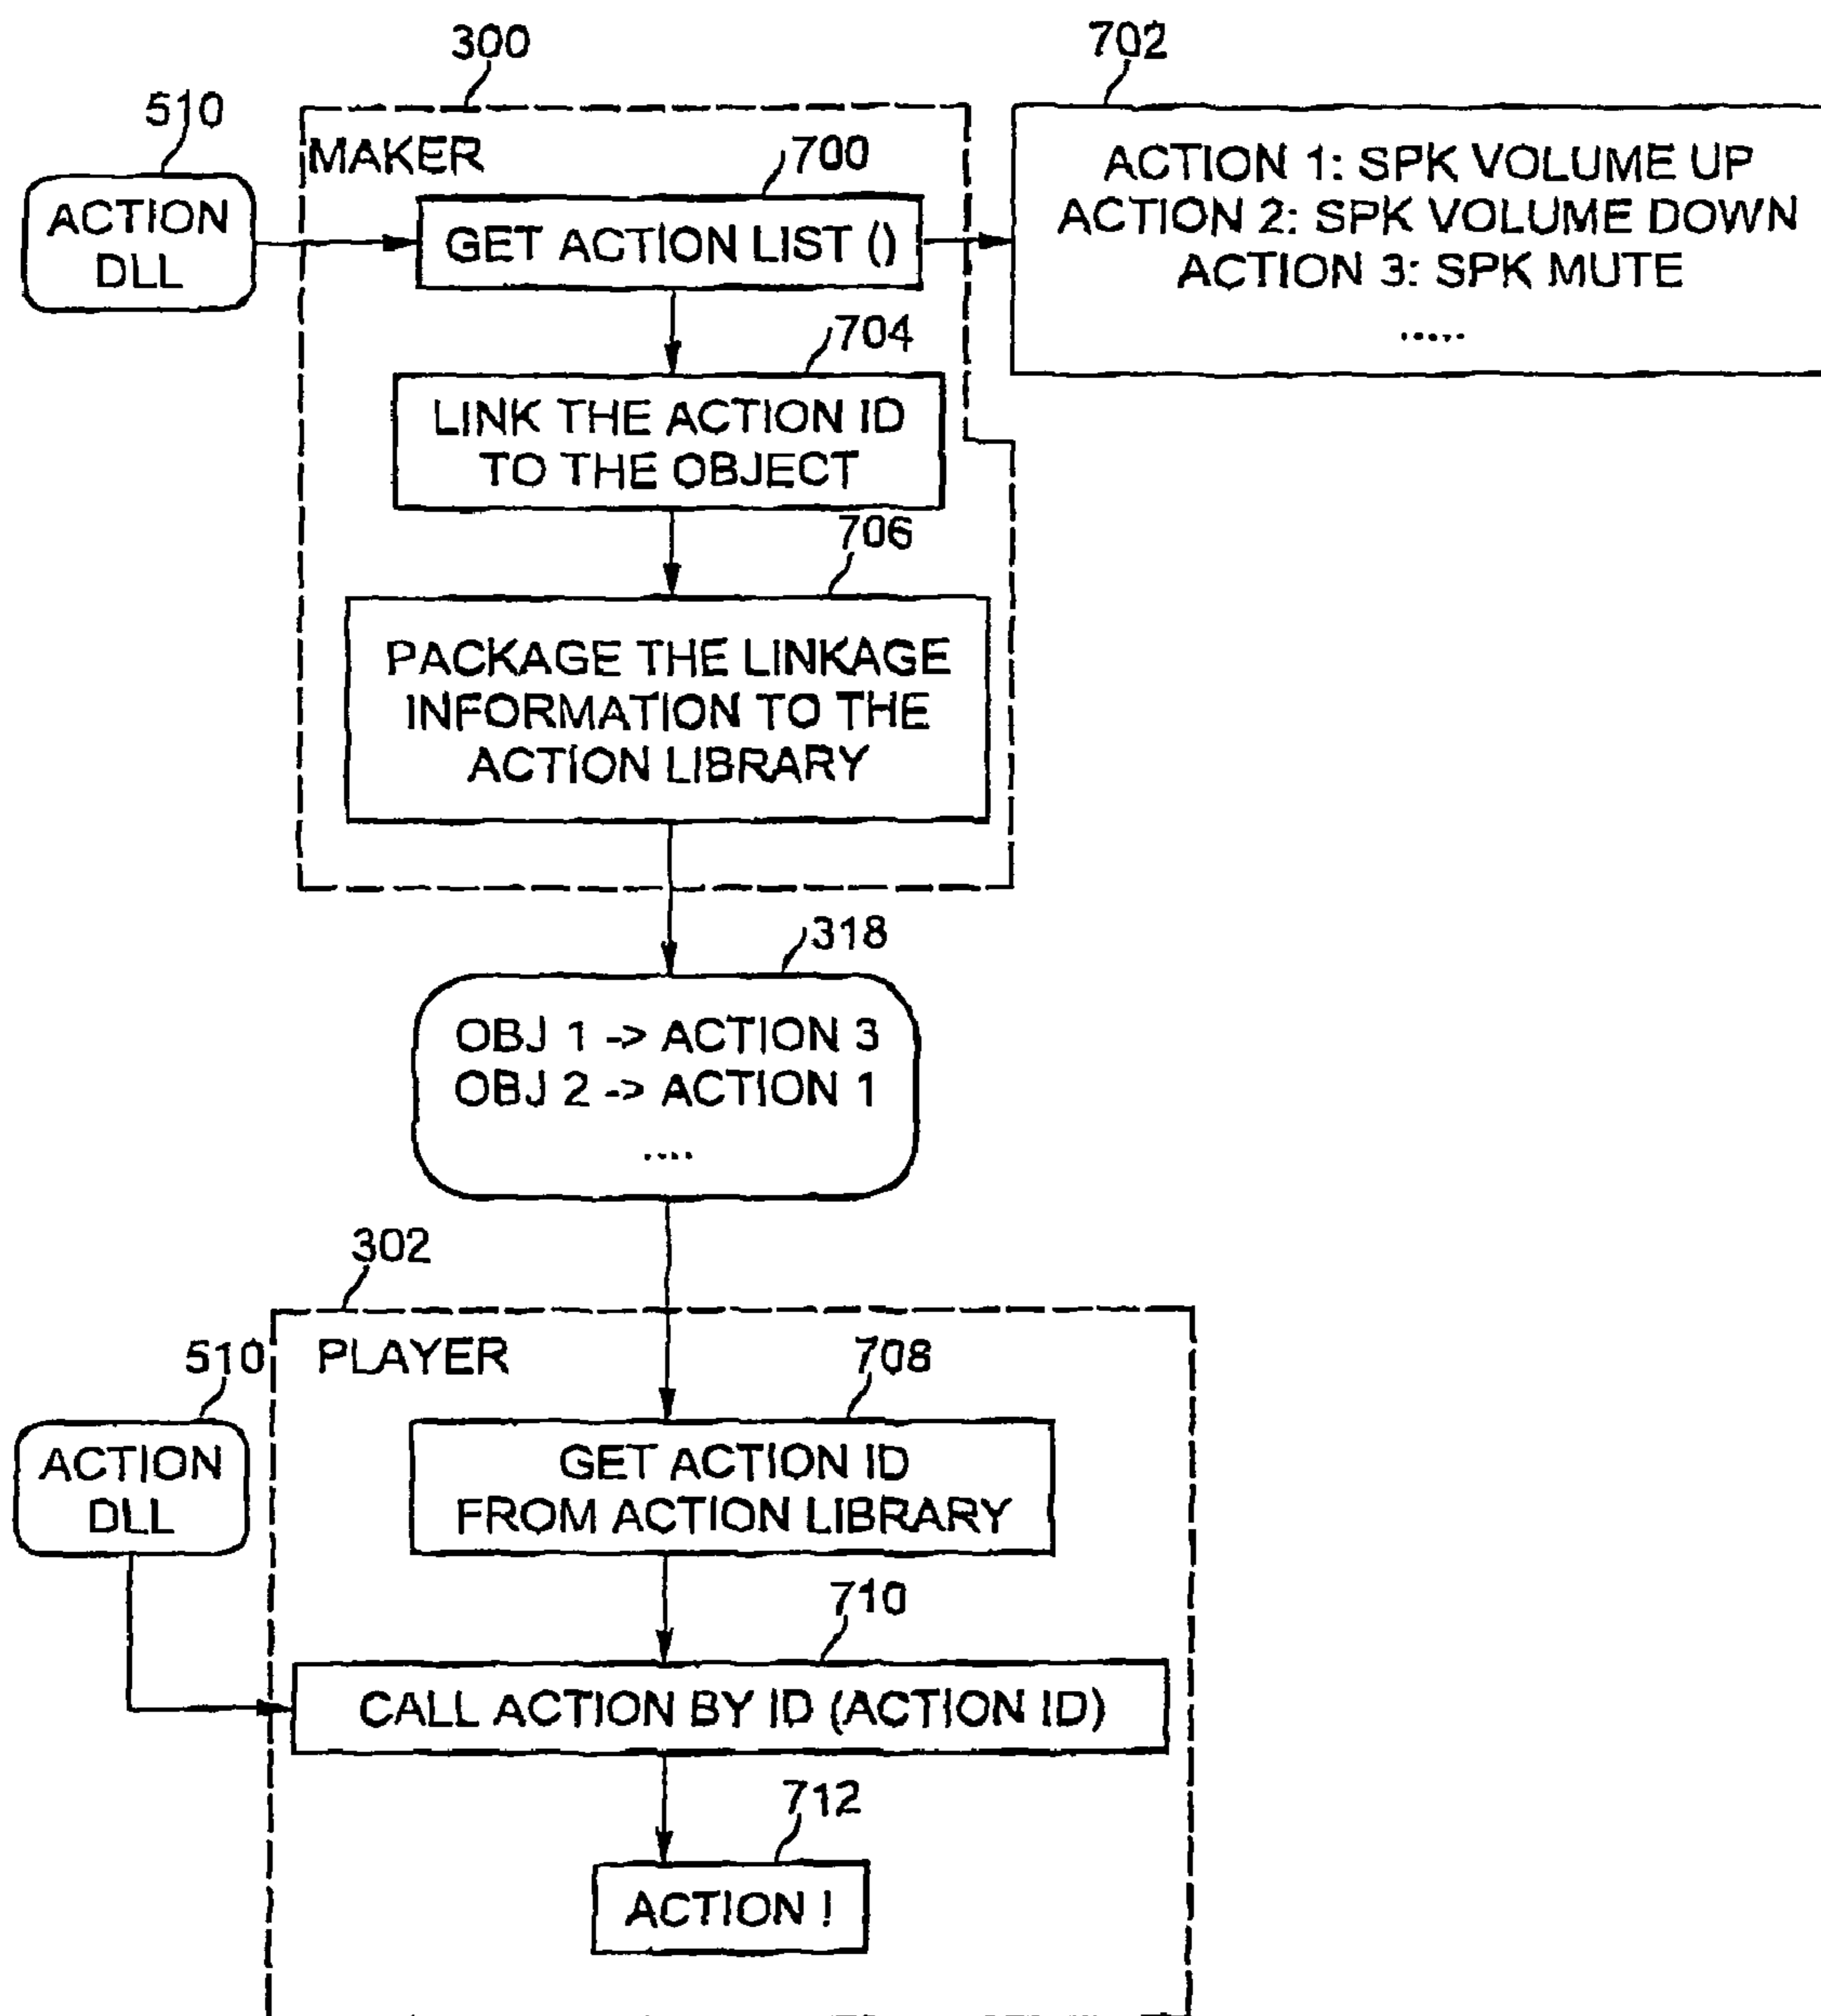 300
702
510
MAKER
700
ACTION
DLL
GET ACTION LIST ()
ACTION 1: SPK VOLUME UP
ACTION 2: SPK VOLUME DOWN
ACTION 3: SPK MUTE
.....
704
LINK THE ACTION ID
TO THE OBJECT
706
PACKAGE THE LINKAGE
INFORMATION TO THE
ACTION LIBRARY
318
OBJ 1 -> ACTION 3
OBJ 2 -> ACTION 1
....
302
510
PLAYER
708
ACTION
DLL
GET ACTION ID
FROM ACTION LIBRARY
710
CALL ACTION BY ID (ACTION ID)
712
ACTION !